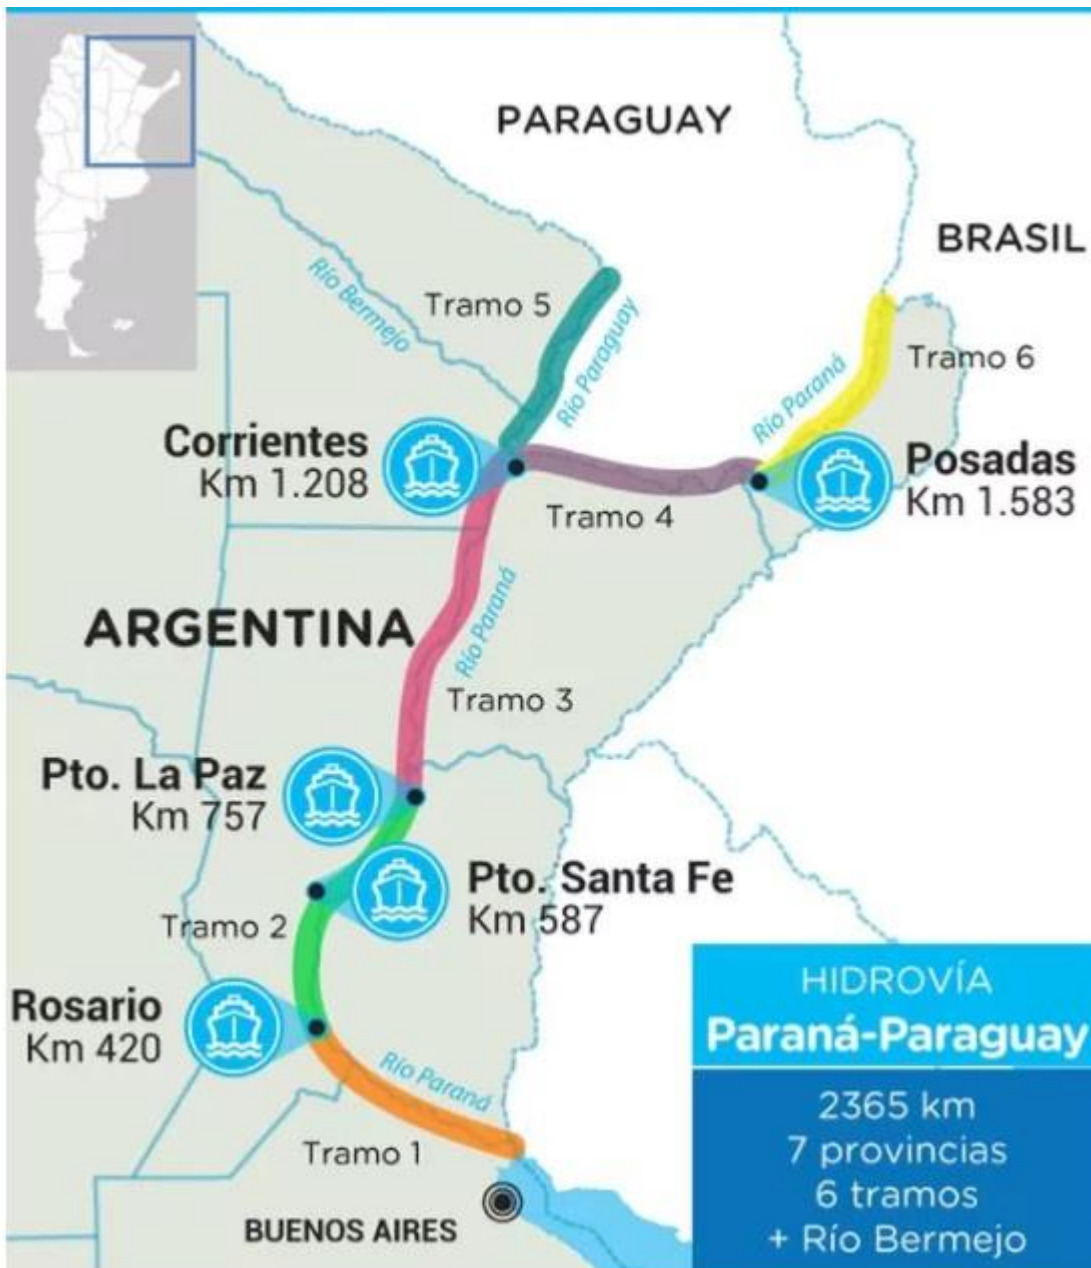 PARAGUAY
BRASIL
Río Bermejo
Tramo 5
Río Paraguay
Río Paraná
Tramo 6
Corrientes
Km 1.208
Posadas
Km 1.583
Tramo 4
ARGENTINA
Río Paraná
Tramo 3
Pto. La Paz
Km 757
Pto. Santa Fe
Km 587
Tramo 2
Rosario
Km 420
Río Paraná
Tramo 1
BUENOS AIRES
HIDROVÍA
Paraná-Paraguay
2365 km
7 provincias
6 tramos
+ Río Bermejo